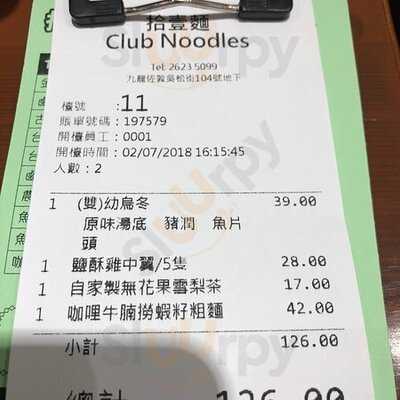 拾壹麵
Club Noodles
Tel: 2623 5099
九龍佐敦吳松街104號地下
檯號 :11
賬單號碼：197579
開檯員工：0001
開檯時間：02/07/2018 16:15:45
人數：2
1 (雙)幼烏冬 39.00
原味湯底 豬潤 魚片
頭
1 鹽酥雞中翼/5隻 28.00
1 自家製無花果雪梨茶 17.00
1 咖哩牛腩撈蝦籽粗麵 42.00
小計 126.00
總計 126.00
sluurpy